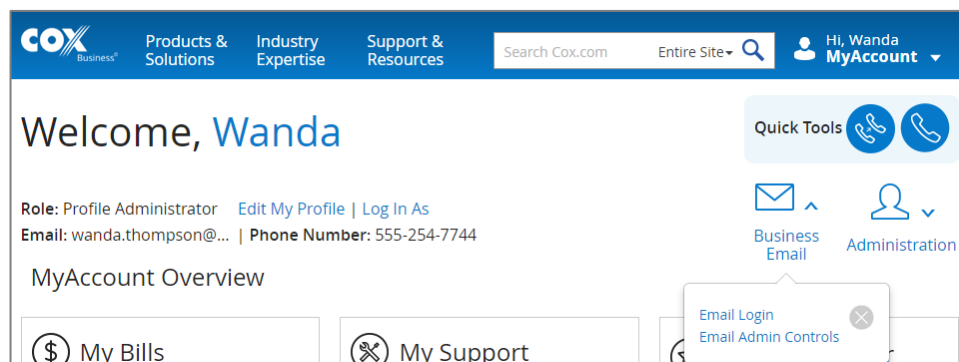 COX
Business®
Products & Solutions
Industry Expertise
Support & Resources
Search Cox.com
Entire Site
Hi, Wanda
MyAccount
Welcome, Wanda
Quick Tools
Role: Profile Administrator Edit My Profile | Log In As
Email: wanda.thompson@... | Phone Number: 555-254-7744
Business Email
Administration
MyAccount Overview
Email Login
Email Admin Controls
$ My Bills
My Support